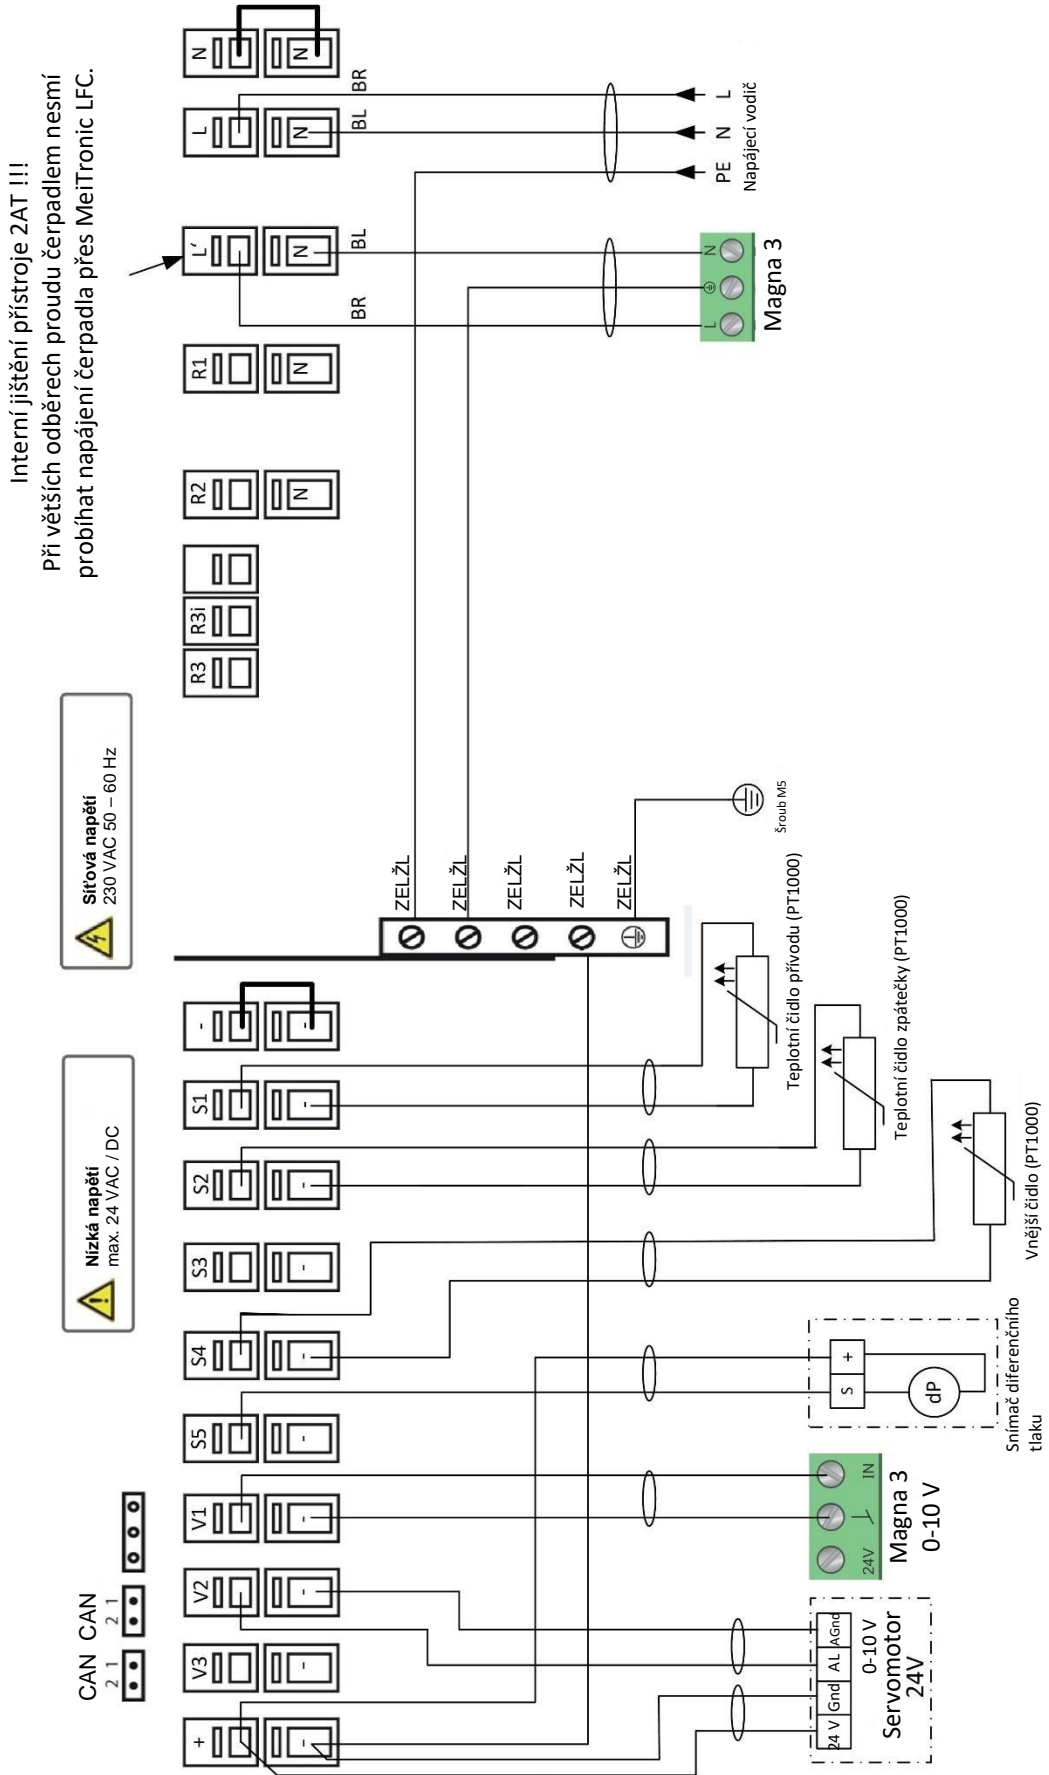 Interní jištění přístroje 2AT !!!
Při větších odběrech proudu čerpadlem nesmí
probíhat napájení čerpadla přes MeiTronic LFC.
Nízká napětí
max. 24 VAC / DC
Síťová napětí
230 VAC 50 – 60 Hz
CAN CAN
2 1
2 1
+
V3
V2
V1
S5
S4
S3
S2
S1
-
R3
R3i
R2
R1
L´
L
N
-
-
-
-
-
-
-
-
-
-
N
N
N
N
N
BR
BL
BL
BR
ZELŽL
ZELŽL
ZELŽL
ZELŽL
ZELŽL
Šroub M5
PE
N
L
Napájecí vodič
L
N
Magna 3
Teplotní čidlo přívodu (PT1000)
Teplotní čidlo zpátečky (PT1000)
Vnější čidlo (PT1000)
S
+
dP
Snímač diferenčního
tlaku
24V
IN
Magna 3
0-10 V
24 V
Gnd
AL
AGnd
0-10 V
Servomotor
24V